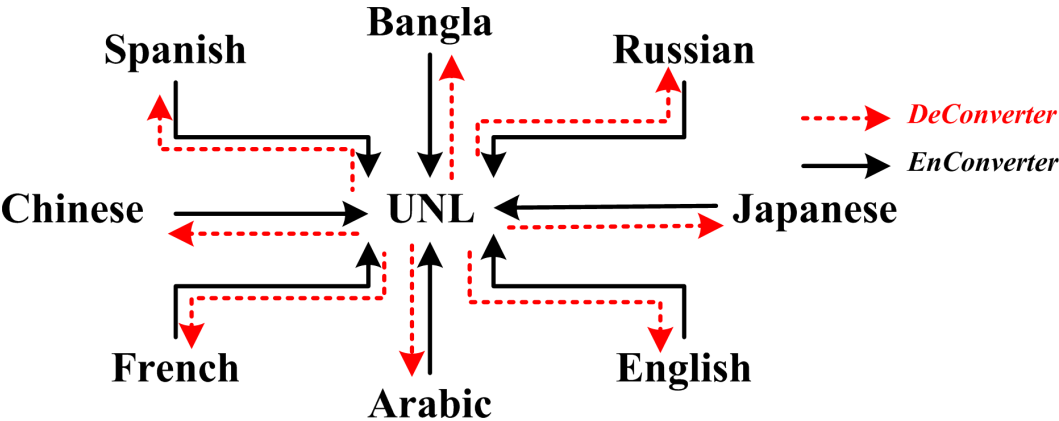 Bangla
Spanish
Russian
DeConverter
EnConverter
Chinese
UNL
Japanese
French
English
Arabic